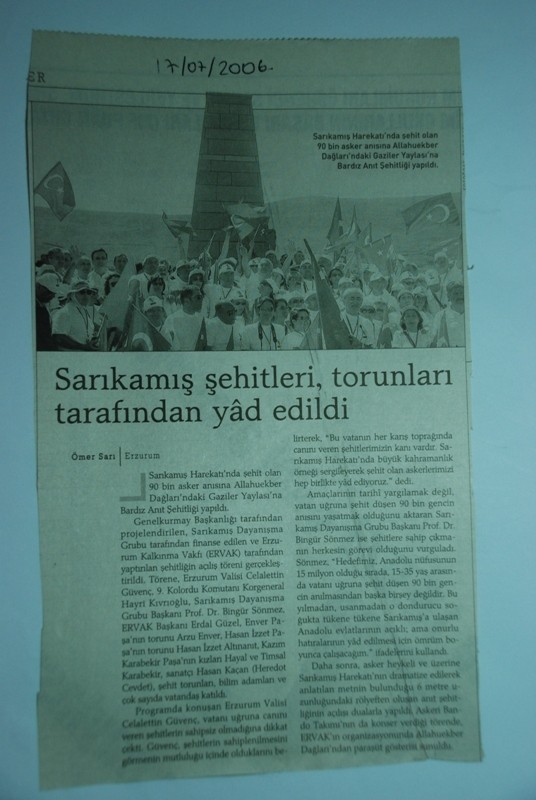 ER
17/07/2006
Sarıkamış Harekatı'nda şehit olan
90 bin asker anısına Allahuekber
Dağları'ndaki Gaziler Yaylası'na
Bardız Anıt Şehitliği yapıldı.
Sarıkamış şehitleri, torunları
tarafından yâd edildi
Ömer Sarı | Erzurum
Sarıkamış Harekatı'nda şehit olan
90 bin asker anısına Allahuekber
Dağları'ndaki Gaziler Yaylası'na
Bardız Anıt Şehitliği yapıldı.
Genelkurmay Başkanlığı tarafından
projelendirilen, Sarıkamış Dayanışma
Grubu tarafından finanse edilen ve Erzu-
rum Kalkınma Vakfı (ERVAK) tarafından
yaptırılan şehitliğin açılış töreni gerçekleş-
tirildi. Törene, Erzurum Valisi Celalettin
Güvenç, 9. Kolordu Komutanı Korgeneral
Hayri Kıvrıoğlu, Sarıkamış Dayanışma
Grubu Başkanı Prof. Dr. Bingür Sönmez,
ERVAK Başkanı Erdal Güzel, Enver Pa-
şa'nın torunu Arzu Enver, Hasan İzzet Pa-
şa'nın torunu Hasan İzzet Altınanıt, Kazım
Karabekir Paşa'nın kızları Hayal ve Timsal
Karabekir, sanatçı Hasan Kaçan (Heredot
Cevdet), şehit torunları, bilim adamları ve
çok sayıda vatandaş katıldı.
Programda konuşan Erzurum Valisi
Celalettin Güvenç, vatanı uğruna canını
veren şehitlerin sahipsiz olmadığına dikkat
çekti. Güvenç, şehitlerin sahiplenilmesini
görmenin mutluluğu içinde olduklarını be-
lirterek, "Bu vatanın her karış toprağında
canını veren şehitlerimizin kanı vardır. Sa-
rıkamış Harekatı'nda büyük kahramanlık
örneği sergileyerek şehit olan askerlerimizi
hep birlikte yâd ediyoruz." dedi.
Amaçlarının tarihî yargılamak değil,
vatan uğruna şehit düşen 90 bin gencin
anısını yaşatmak olduğunu aktaran Sarı-
kamış Dayanışma Grubu Başkanı Prof. Dr.
Bingür Sönmez ise şehitlere sahip çıkma-
nın herkesin görevi olduğunu vurguladı.
Sönmez, "Hedefimiz, Anadolu nüfusunun
15 milyon olduğu sırada, 15-35 yaş arasın-
da vatanı uğruna şehit düşen 90 bin gen-
cin anılmasından başka birşey değildir. Bu
yılmadan, usanmadan o dondurucu so-
ğukta tükene tükene Sarıkamış'a ulaşan
Anadolu evlatlarının açıklı, ama onurlu
hatıralarının yâd edilmesi için ömrüm bo-
yunca çalışacağım." ifadelerini kullandı.
Daha sonra, asker heykeli ve üzerine
Sarıkamış Harekatı'nın dramatize edilerek
anlatılan metnin bulunduğu 6 metre u-
zunluğundaki rölyeften oluşan anıt şehit-
liğinin açılışı dualarla yapıldı. Askeri Ban-
do Takımı'nın da konser verdiği törende,
ERVAK'ın organizasyonunda Allahuekber
Dağları'ndan paraşüt gösterisi sunuldu.